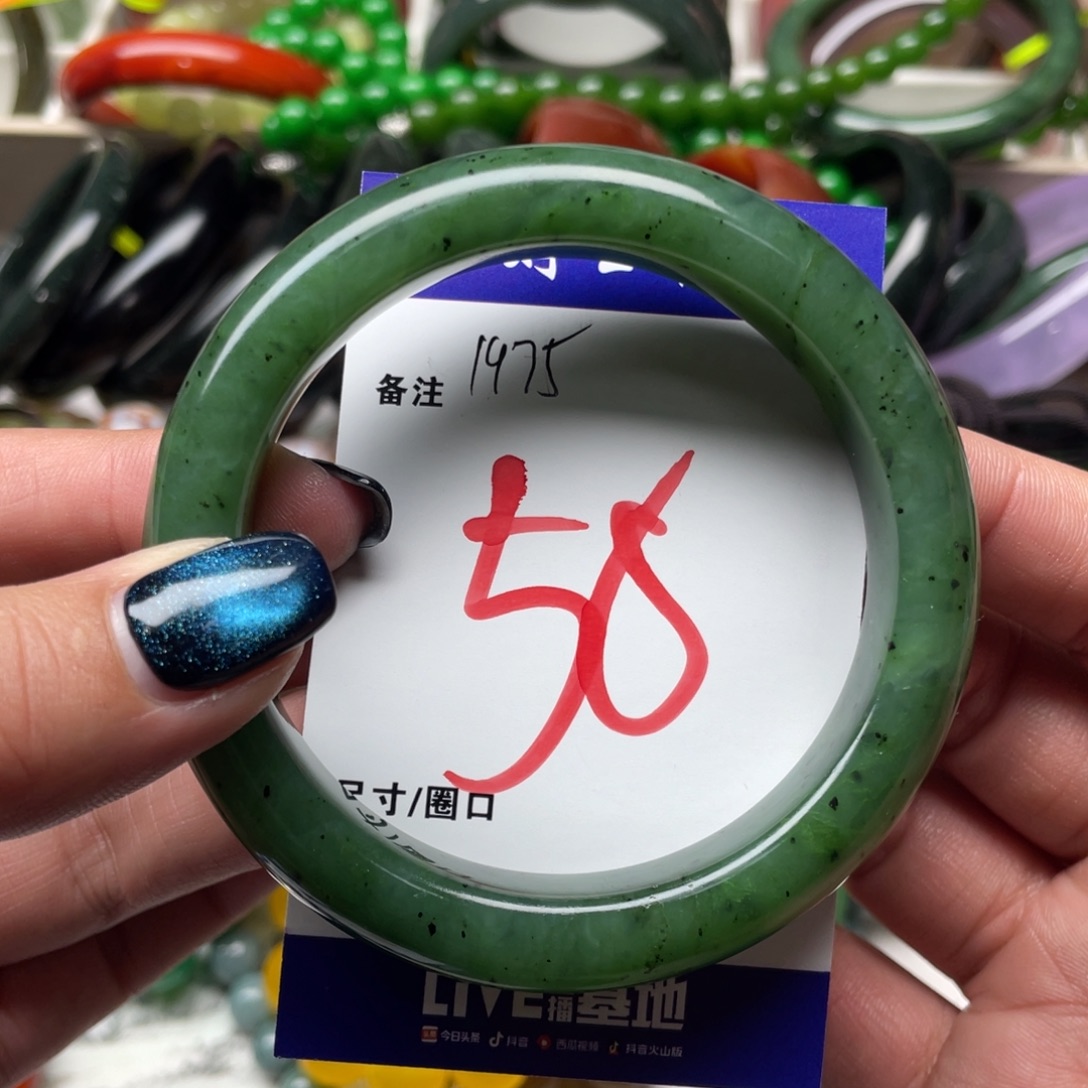 备注 1975
58
尺寸/圈口
LIVE播基地
今日头条 抖音 西瓜视频 抖音火山版